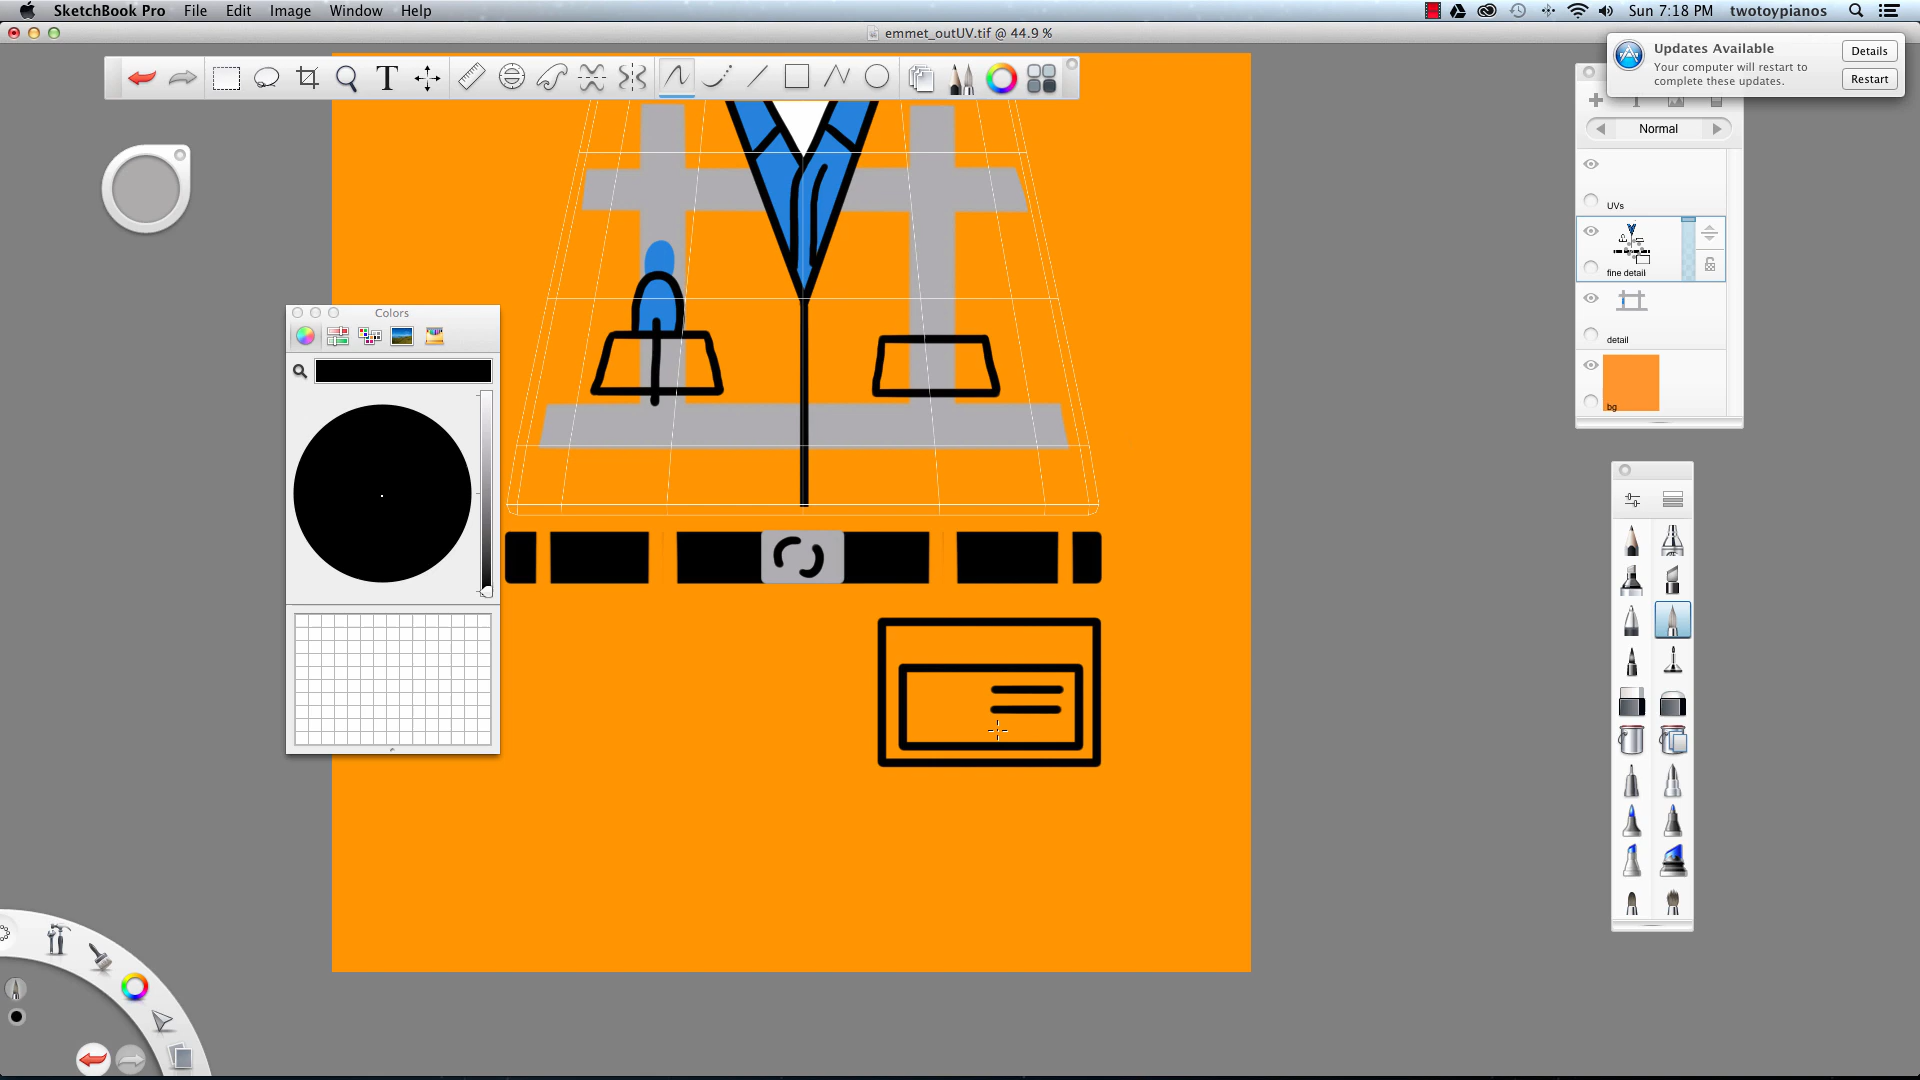 SketchBook Pro File Edit Image Window Help Sun 7:18 PM twotoypianos
emmet_outUV.tif @ 44.9 %
Updates Available
Your computer will restart to
complete these updates.
Details
Restart
T
Normal
UVs
fine detail
detail
bg
Colors